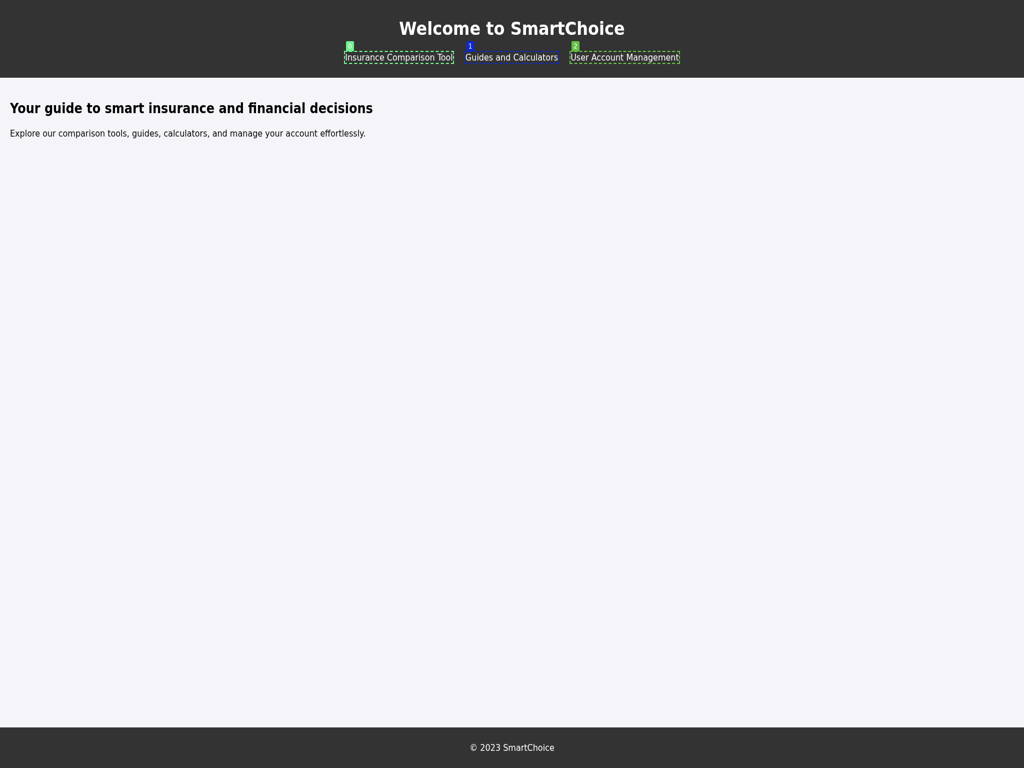 Welcome to SmartChoice
0 1 2
Insurance Comparison Tool Guides and Calculators User Account Management
Your guide to smart insurance and financial decisions
Explore our comparison tools, guides, calculators, and manage your account effortlessly.
© 2023 SmartChoice